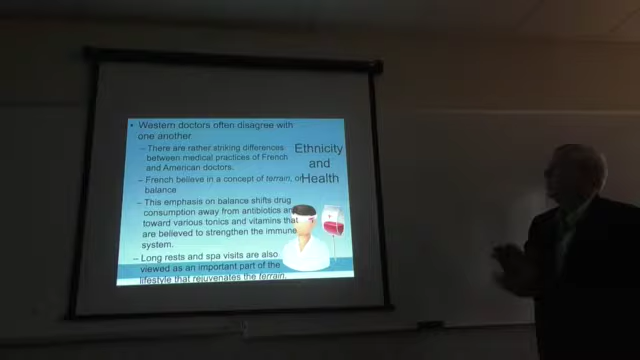 • Western doctors often disagree with
one another
– There are rather striking differences
between medical practices of French
and American doctors.
– French believe in a concept of terrain, or
balance
– This emphasis on balance shifts drug
consumption away from antibiotics and
toward various tonics and vitamins that
are believed to strengthen the immune
system.
– Long rests and spa visits are also
viewed as an important part of the
lifestyle that rejuvenates the terrain.
Ethnicity
and
Health